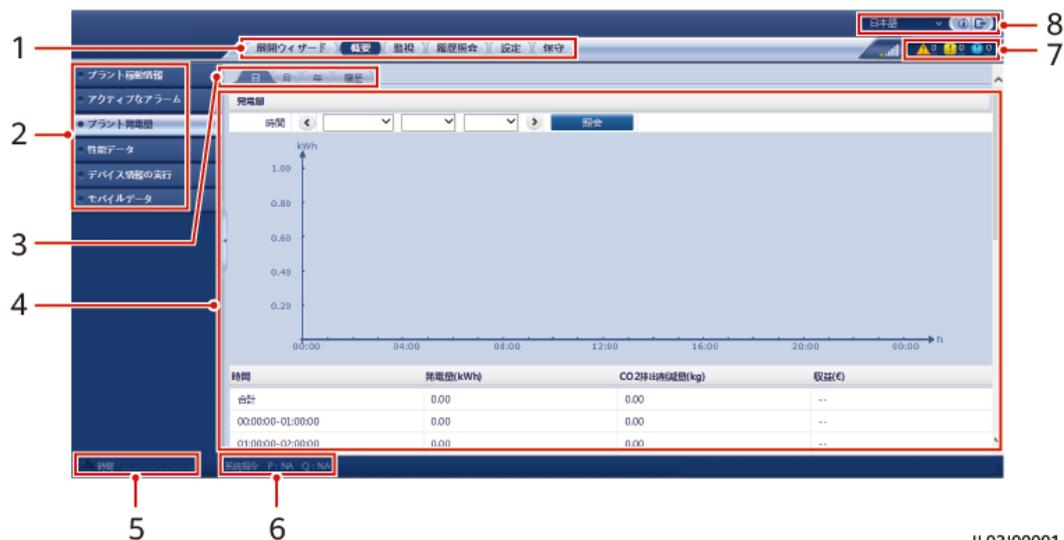 日本語
8
1
展開ウィザード 概要 監視 履歴照会 設定 保守
0 0 0
7
プラント稼働情報
アクティブなアラーム
プラント発電量
性能データ
デバイス情報の実行
モバイルデータ
2
日 月 年 履歴
3
発電量
時間 照会
kWh
1.00
0.80
0.60
0.40
0.20
00:00 04:00 08:00 12:00 16:00 20:00 00:00 h
4
時間 発電量(kWh) CO2排出削減量(kg) 収益(€)
合計 0.00 0.00 --
00:00:00-01:00:00 0.00 0.00 --
01:00:00-02:00:00 0.00 0.00 --
時間
系統指令 P : NA Q : NA
5
6